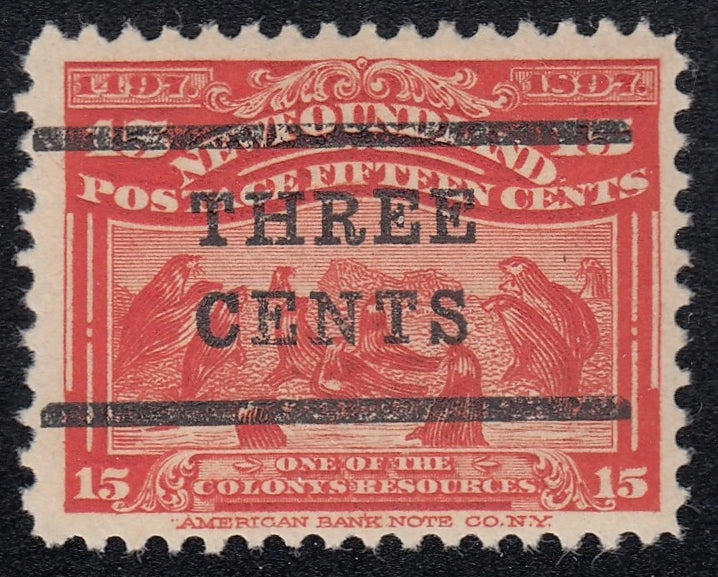 1497. 1897.
15 NEWFOUNDLAND 15
POSTAGE FIFTEEN CENTS
THREE
CENTS
15 ONE OF THE 15
COLONYS RESOURCES
AMERICAN BANK NOTE CO. N.Y.